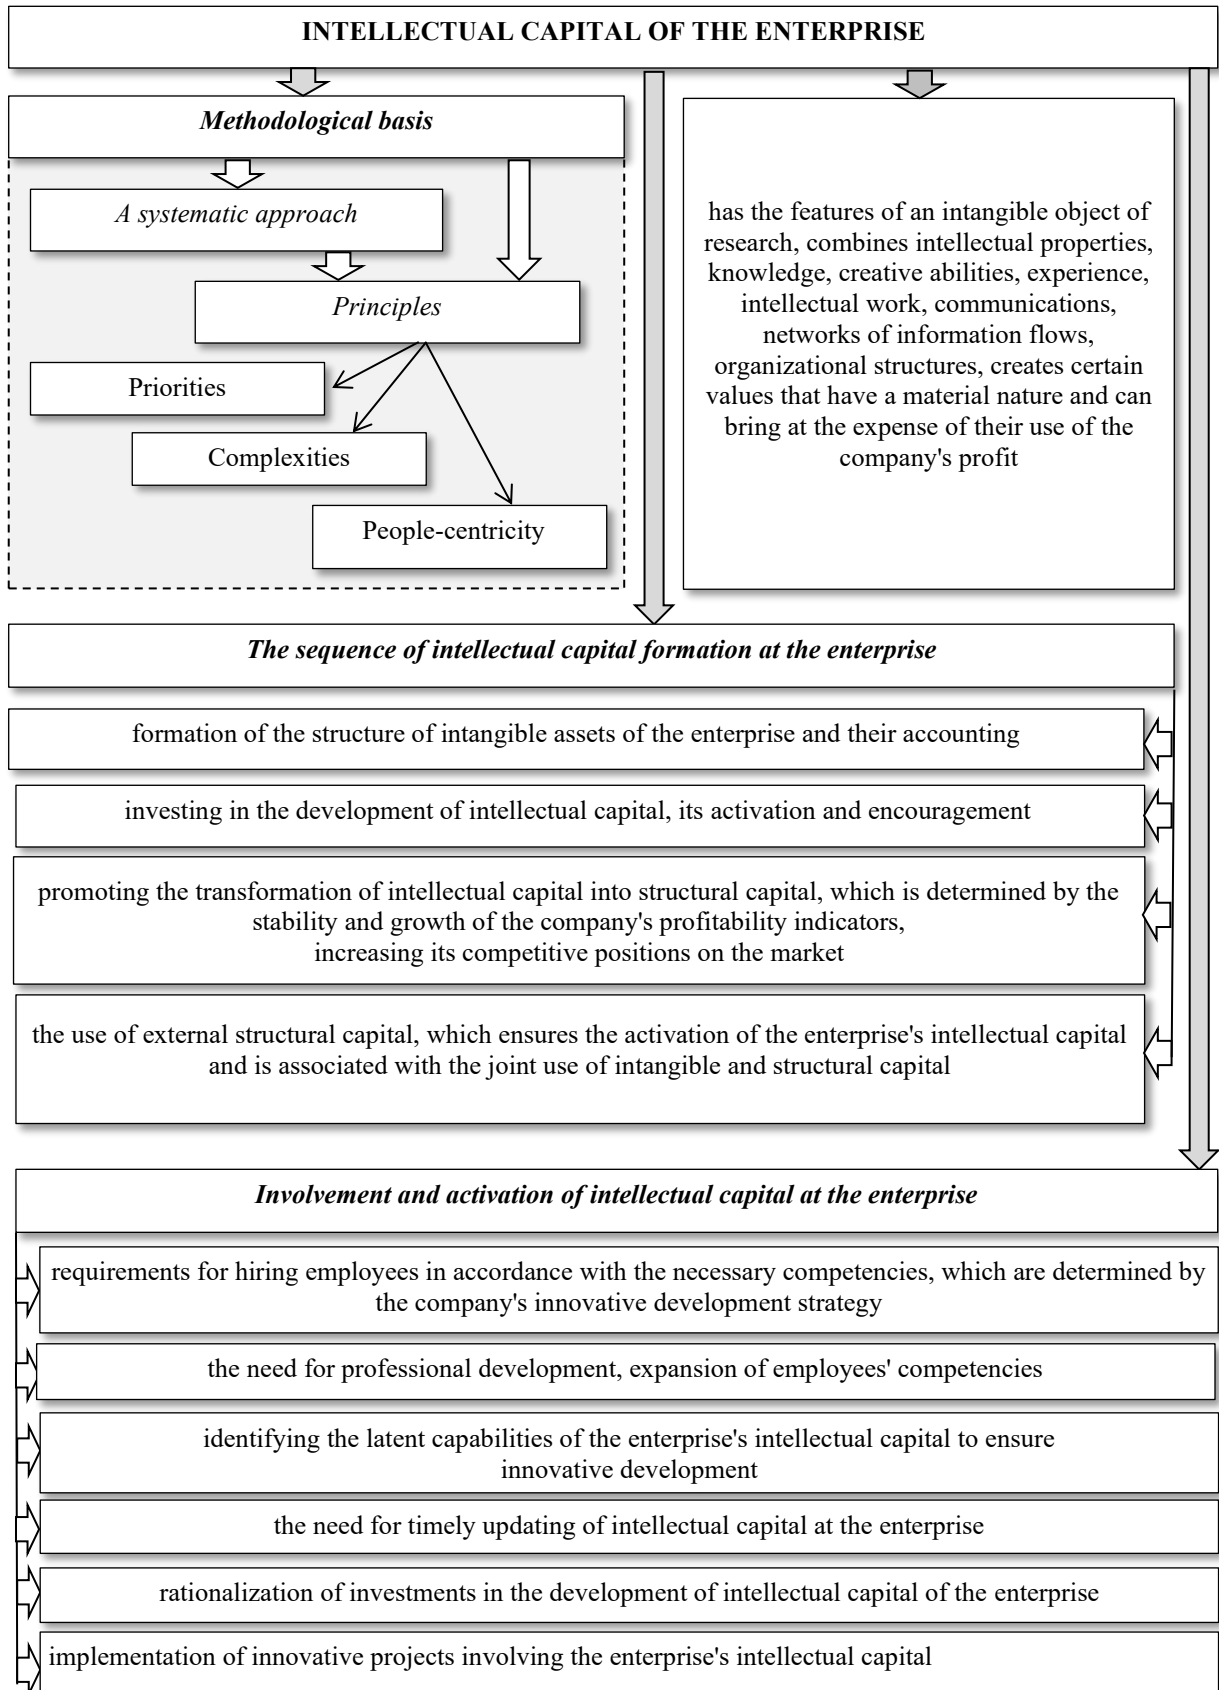 INTELLECTUAL CAPITAL OF THE ENTERPRISE
Methodological basis
A systematic approach
Principles
Priorities
Complexities
People-centricity
has the features of an intangible object of
research, combines intellectual properties,
knowledge, creative abilities, experience,
intellectual work, communications,
networks of information flows,
organizational structures, creates certain
values that have a material nature and can
bring at the expense of their use of the
company's profit
The sequence of intellectual capital formation at the enterprise
formation of the structure of intangible assets of the enterprise and their accounting
investing in the development of intellectual capital, its activation and encouragement
promoting the transformation of intellectual capital into structural capital, which is determined by the
stability and growth of the company's profitability indicators,
increasing its competitive positions on the market
the use of external structural capital, which ensures the activation of the enterprise's intellectual capital
and is associated with the joint use of intangible and structural capital
Involvement and activation of intellectual capital at the enterprise
requirements for hiring employees in accordance with the necessary competencies, which are determined by
the company's innovative development strategy
the need for professional development, expansion of employees' competencies
identifying the latent capabilities of the enterprise's intellectual capital to ensure
innovative development
the need for timely updating of intellectual capital at the enterprise
rationalization of investments in the development of intellectual capital of the enterprise
implementation of innovative projects involving the enterprise's intellectual capital